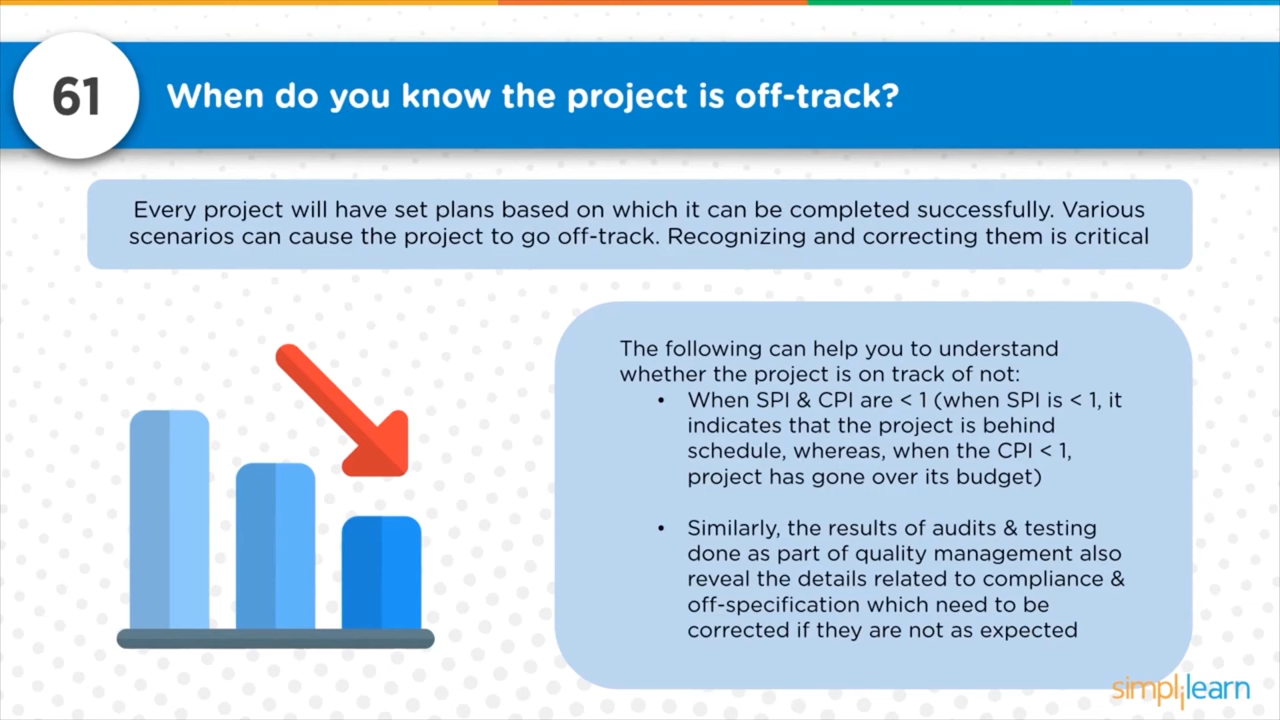 61
When do you know the project is off-track?
Every project will have set plans based on which it can be completed successfully. Various
scenarios can cause the project to go off-track. Recognizing and correcting them is critical
The following can help you to understand
whether the project is on track of not:
• When SPI & CPI are < 1 (when SPI is < 1, it
indicates that the project is behind
schedule, whereas, when the CPI < 1,
project has gone over its budget)
• Similarly, the results of audits & testing
done as part of quality management also
reveal the details related to compliance &
off-specification which need to be
corrected if they are not as expected
simplilearn